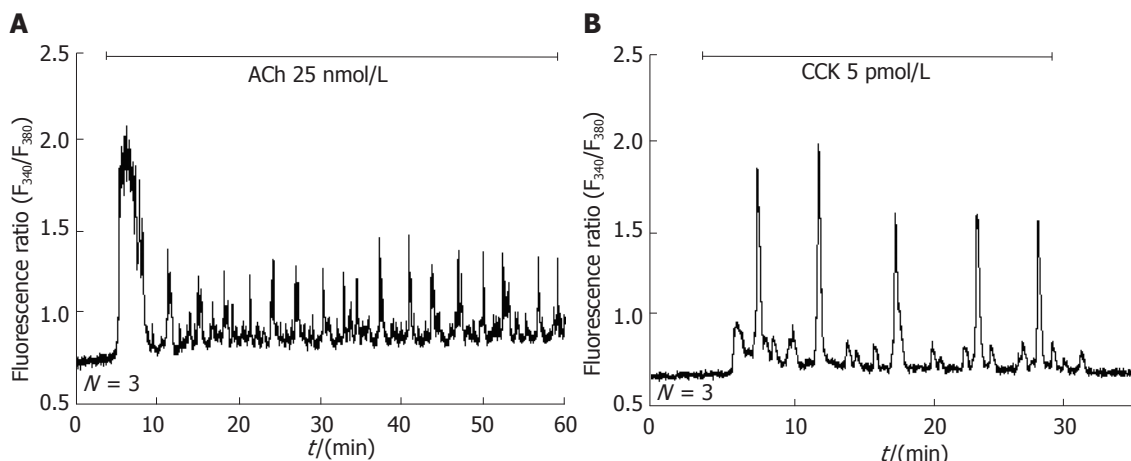 A
2.5
2.0
1.5
1.0
0.5
Fluorescence ratio (F340/F380)
ACh 25 nmol/L
N = 3
0 10 20 30 40 50 60
t/(min)
B
2.5
2.0
1.5
1.0
0.5
Fluorescence ratio (F340/F380)
CCK 5 pmol/L
N = 3
0 10 20 30
t/(min)